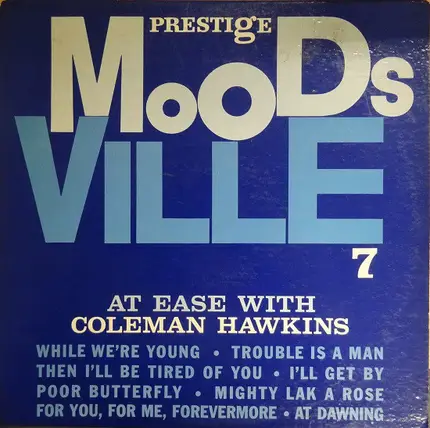 PRESTIgE
MooDs
VILLE
7
AT EASE WITH
COLEMAN HAWKINS
WHILE WE'RE YOUNG • TROUBLE IS A MAN
THEN I'LL BE TIRED OF YOU • I'LL GET BY
POOR BUTTERFLY • MIGHTY LAK A ROSE
FOR YOU, FOR ME, FOREVERMORE • AT DAWNING